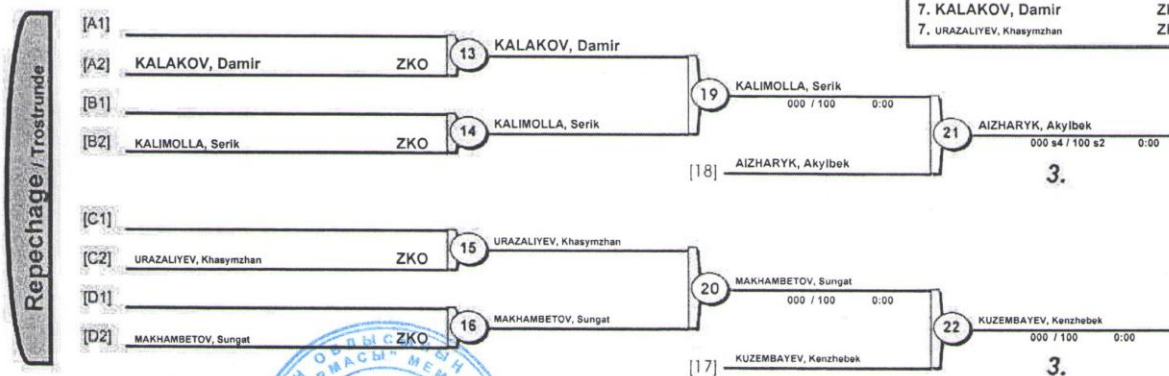 7. KALAKOV, Damir
7. URAZALIYEV, Khasymzhan
Repechage / Trostrunde
[A1]
[A2] KALAKOV, Damir ZKO
13 KALAKOV, Damir
[B1]
[B2] KALIMOLLA, Serik ZKO
14 KALIMOLLA, Serik
19 KALIMOLLA, Serik
000 / 100 0:00
[18] AIZHARYK, Akylbek
21 AIZHARYK, Akylbek
000 s4 / 100 s2 0:00
3.
[C1]
[C2] URAZALIYEV, Khasymzhan ZKO
15 URAZALIYEV, Khasymzhan
[D1]
[D2] MAKHAMBETOV, Sungat ZKO
16 MAKHAMBETOV, Sungat
20 MAKHAMBETOV, Sungat
000 / 100 0:00
[17] KUZEMBAYEV, Kenzhebek
22 KUZEMBAYEV, Kenzhebek
000 / 100 0:00
3.